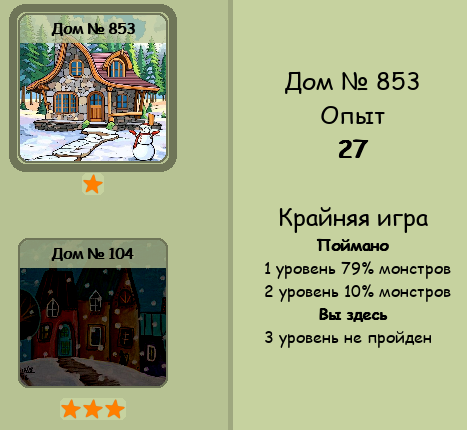 Дом № 853
Дом № 104
Дом № 853
Опыт
27
Крайняя игра
Поймано
1 уровень 79% монстров
2 уровень 10% монстров
Вы здесь
3 уровень не пройден